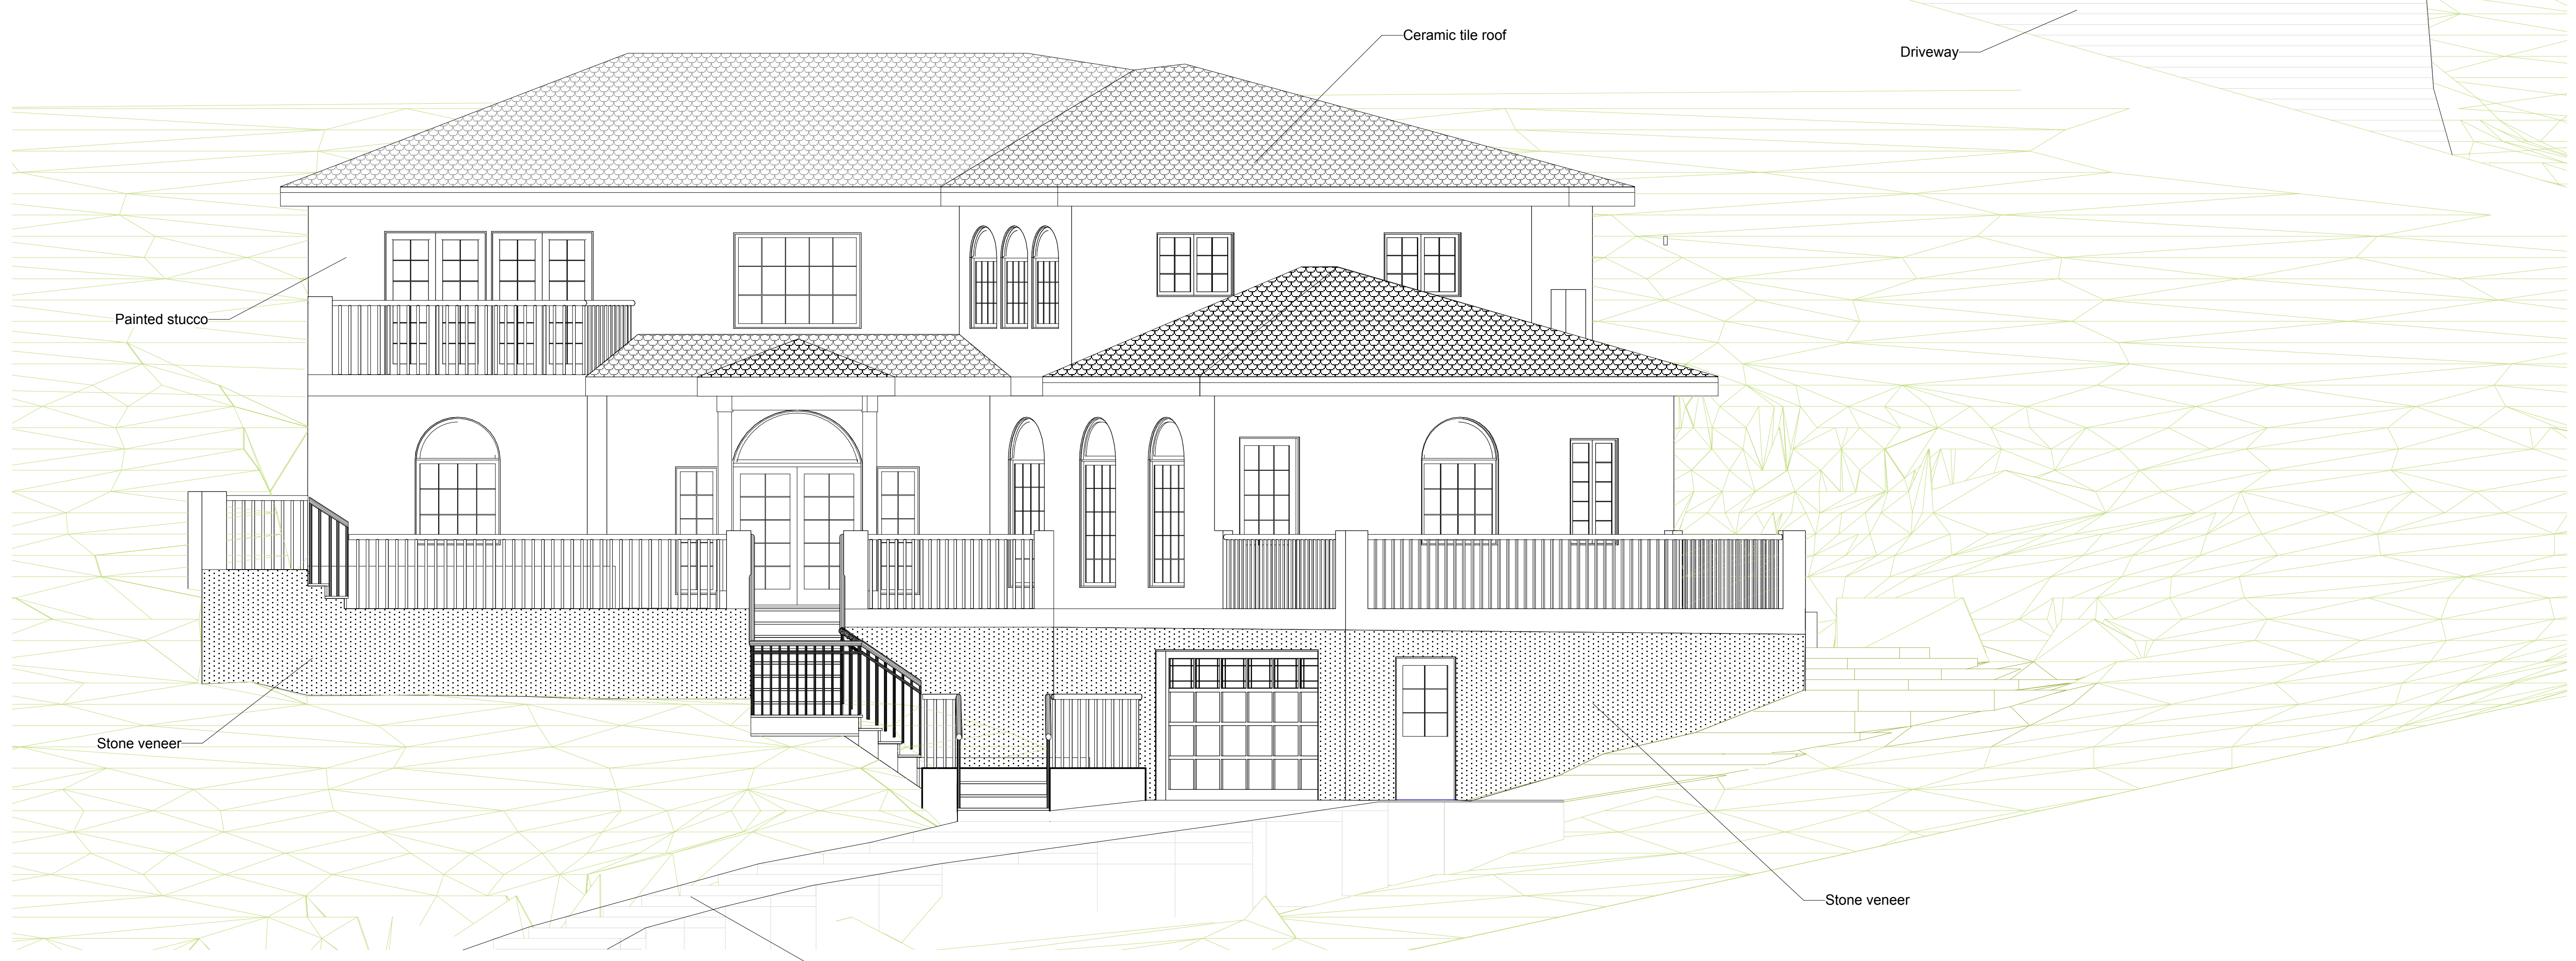 Ceramic tile roof
Driveway
Painted stucco
Stone veneer
Stone veneer